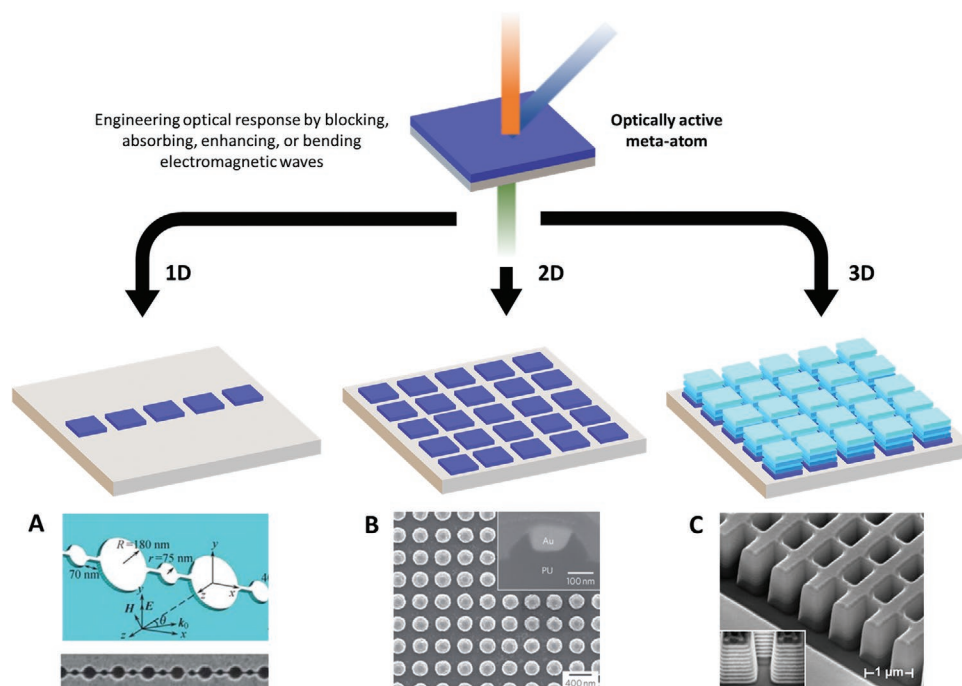 Engineering optical response by blocking,
absorbing, enhancing, or bending
electromagnetic waves
Optically active
meta-atom
1D
2D
3D
A
R=180 nm
r=75 nm
70 nm
y
x
z
40
y
E
H
θ
k₀
x
z
B
Au
PU
100 nm
400 nm
C
1 µm